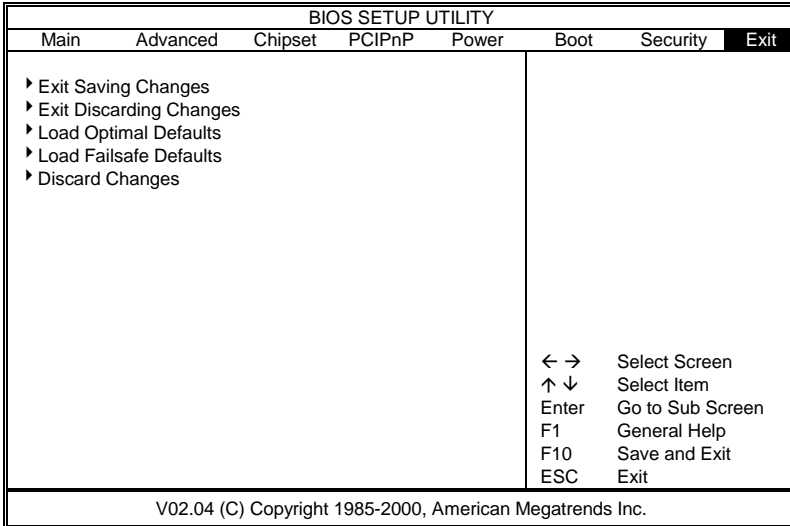 BIOS SETUP UTILITY
Main Advanced Chipset PCIPnP Power Boot Security Exit
Exit Saving Changes
Exit Discarding Changes
Load Optimal Defaults
Load Failsafe Defaults
Discard Changes
← → Select Screen
↑ ↓ Select Item
Enter Go to Sub Screen
F1 General Help
F10 Save and Exit
ESC Exit
V02.04 (C) Copyright 1985-2000, American Megatrends Inc.